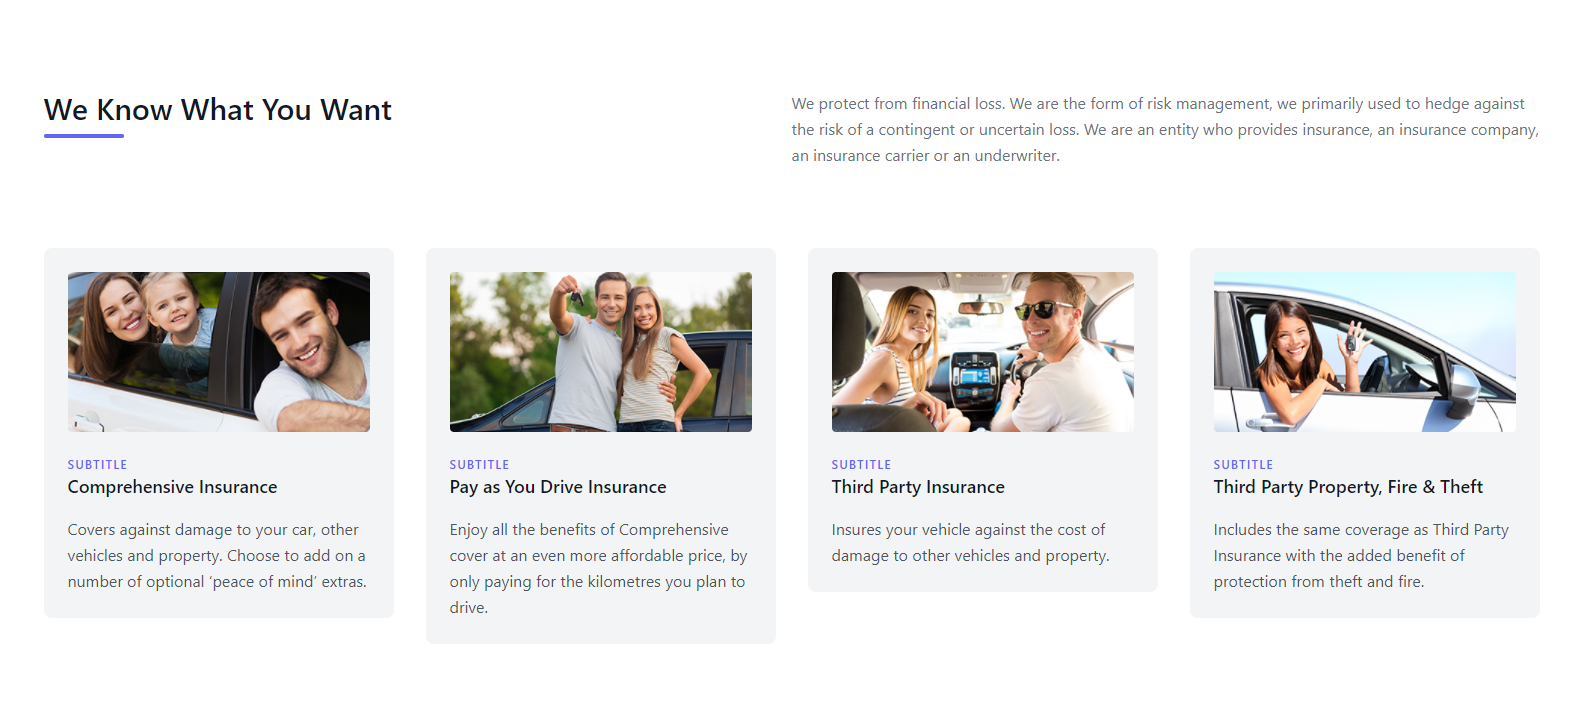 We Know What You Want
We protect from financial loss. We are the form of risk management, we primarily used to hedge against
the risk of a contingent or uncertain loss. We are an entity who provides insurance, an insurance company,
an insurance carrier or an underwriter.
SUBTITLE
Comprehensive Insurance
Covers against damage to your car, other
vehicles and property. Choose to add on a
number of optional ‘peace of mind’ extras.
SUBTITLE
Pay as You Drive Insurance
Enjoy all the benefits of Comprehensive
cover at an even more affordable price, by
only paying for the kilometres you plan to
drive.
SUBTITLE
Third Party Insurance
Insures your vehicle against the cost of
damage to other vehicles and property.
SUBTITLE
Third Party Property, Fire & Theft
Includes the same coverage as Third Party
Insurance with the added benefit of
protection from theft and fire.